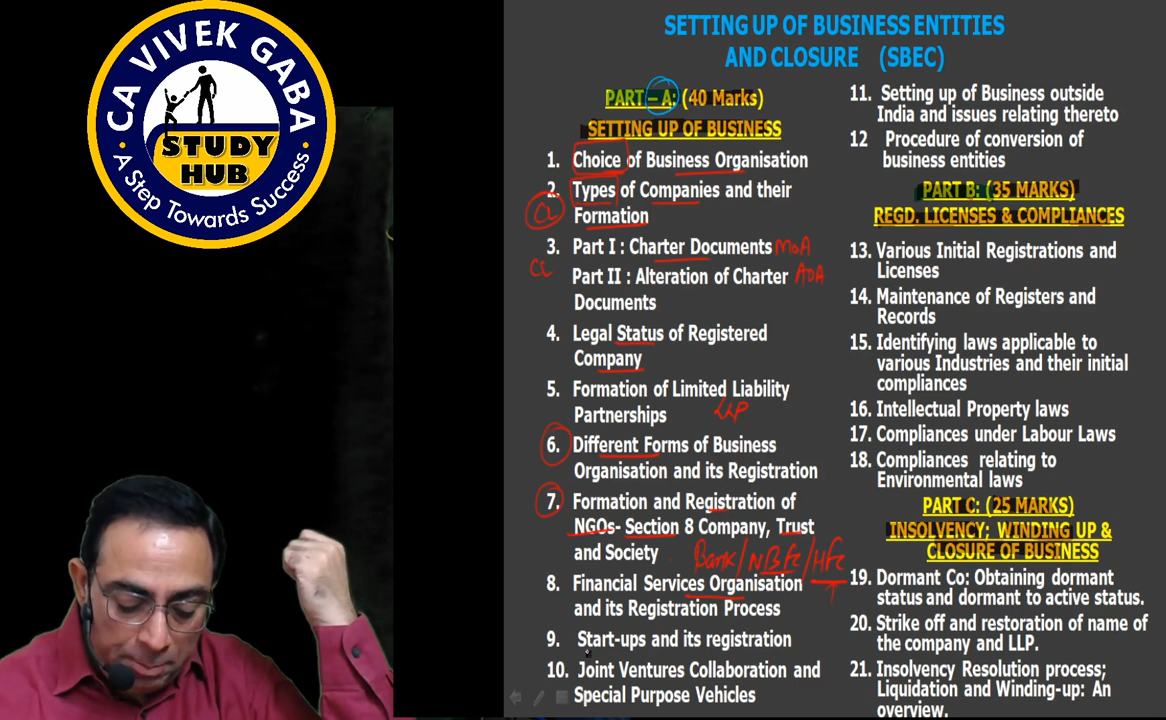 CA VIVEK GABA
STUDY
HUB
A Step Towards Success
SETTING UP OF BUSINESS ENTITIES
AND CLOSURE (SBEC)
PART – A: (40 Marks)
SETTING UP OF BUSINESS
1. Choice of Business Organisation
2. Types of Companies and their
Formation
CL
3. Part I : Charter Documents MoA
CL
Part II : Alteration of Charter AOA
Documents
4. Legal Status of Registered
Company
5. Formation of Limited Liability
Partnerships LLP
6. Different Forms of Business
Organisation and its Registration
7. Formation and Registration of
NGOs- Section 8 Company, Trust
and Society Bank/NBFC/HFC
8. Financial Services Organisation
and its Registration Process
9. Start-ups and its registration
10. Joint Ventures Collaboration and
Special Purpose Vehicles
11. Setting up of Business outside
India and issues relating thereto
12 Procedure of conversion of
business entities
PART B: (35 MARKS)
REGD. LICENSES & COMPLIANCES
13. Various Initial Registrations and
Licenses
14. Maintenance of Registers and
Records
15. Identifying laws applicable to
various Industries and their initial
compliances
16. Intellectual Property laws
17. Compliances under Labour Laws
18. Compliances relating to
Environmental laws
PART C: (25 MARKS)
INSOLVENCY; WINDING UP &
CLOSURE OF BUSINESS
19. Dormant Co: Obtaining dormant
status and dormant to active status.
20. Strike off and restoration of name of
the company and LLP.
21. Insolvency Resolution process;
Liquidation and Winding-up: An
overview.